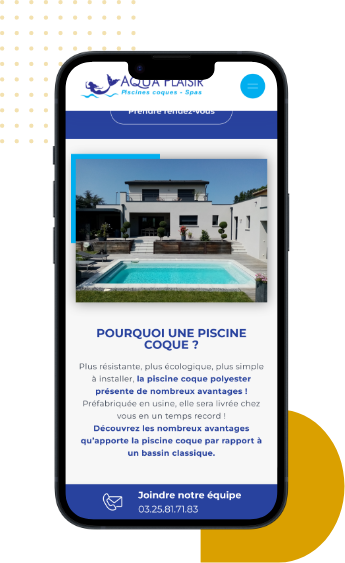 AQUA PLAISIR
Piscines coques - Spas
Prendre rendez-vous
POURQUOI UNE PISCINE
COQUE ?
Plus résistante, plus écologique, plus simple
à installer, la piscine coque polyester
présente de nombreux avantages !
Préfabriquée en usine, elle sera livrée chez
vous en un temps record !
Découvrez les nombreux avantages
qu’apporte la piscine coque par rapport à
un bassin classique.
Joindre notre équipe
03.25.81.71.83